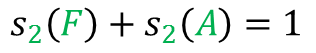 s₂(F) + s₂(A) = 1